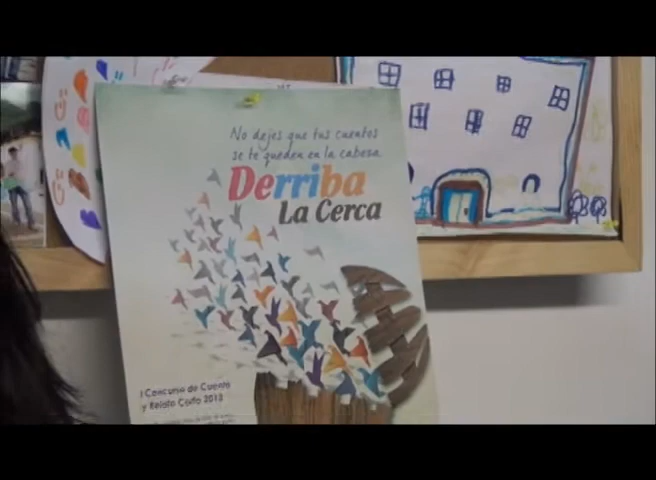 No dejes que tus cuentos
se te queden en la cabeza.
Derriba
La Cerca
I Concurso de Cuento
y Relato Corto 2013